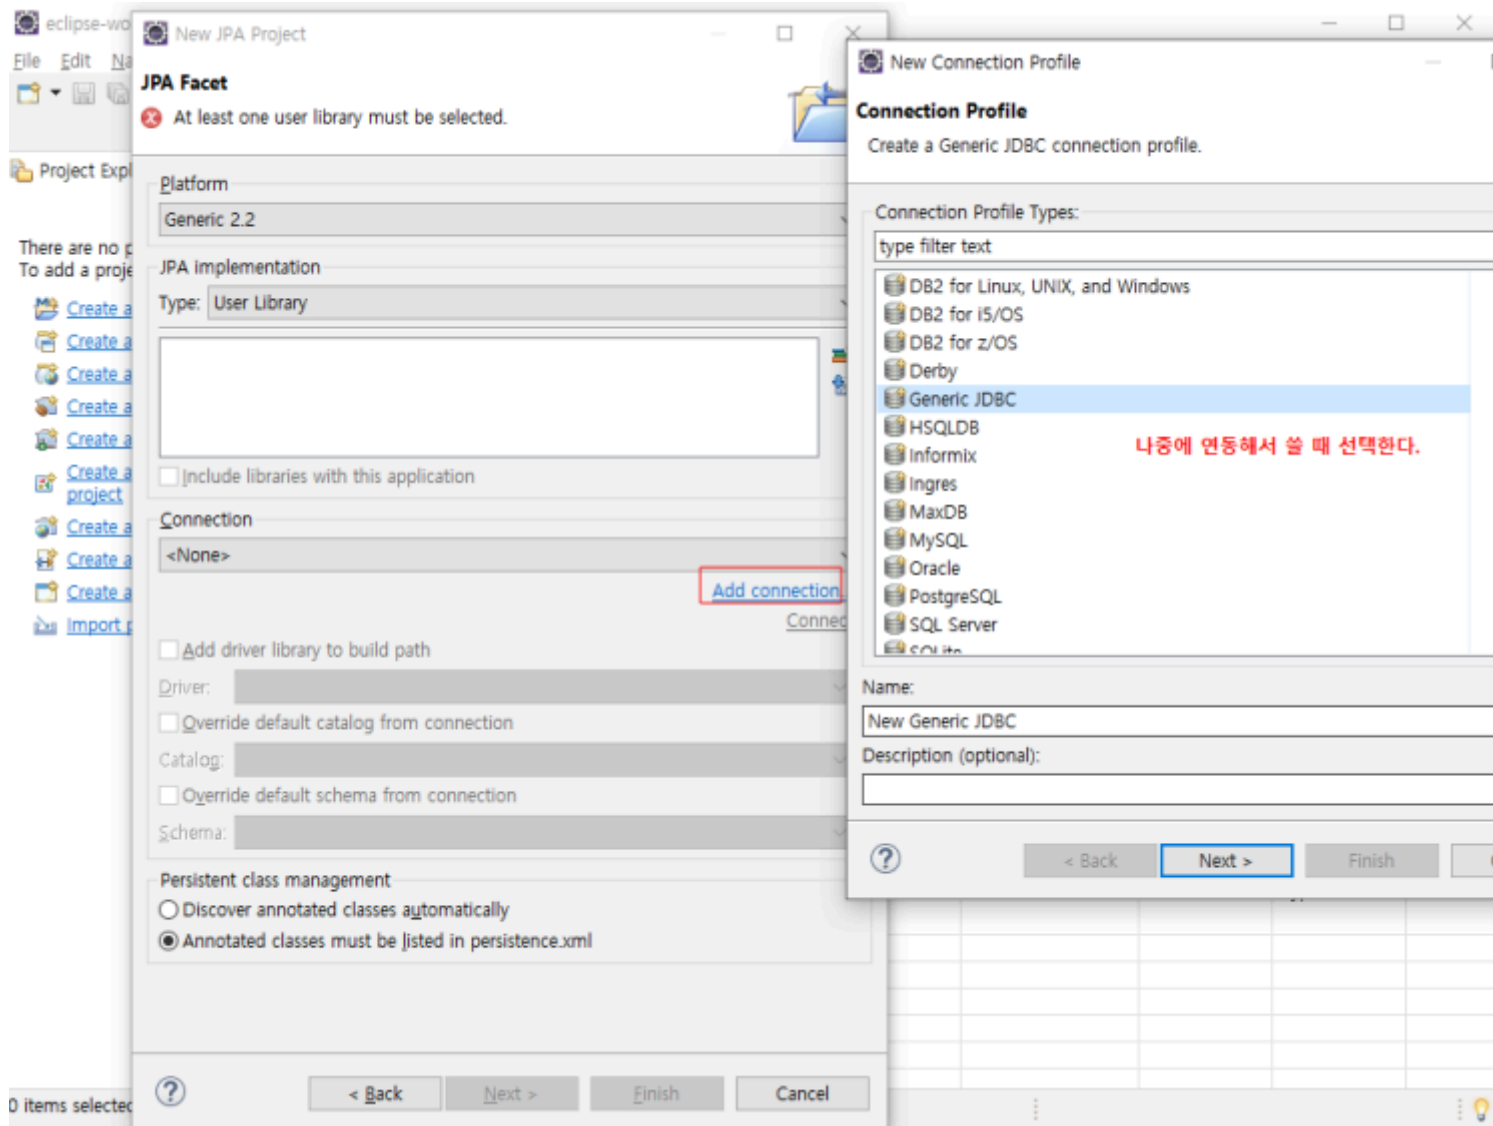 eclipse-wo
File Edit Na
Project Expl
There are no p
To add a proje
Create a
Create a
Create a
Create a
Create a
Create a
project
Create a
Create a
Create a
Import p
0 items selected
New JPA Project
JPA Facet
At least one user library must be selected.
Platform
Generic 2.2
JPA implementation
Type: User Library
Include libraries with this application
Connection
<None>
Add connection.
Connec
Add driver library to build path
Driver:
Override default catalog from connection
Catalog:
Override default schema from connection
Schema:
Persistent class management
Discover annotated classes automatically
Annotated classes must be listed in persistence.xml
< Back Next > Finish Cancel
New Connection Profile
Connection Profile
Create a Generic JDBC connection profile.
Connection Profile Types:
type filter text
DB2 for Linux, UNIX, and Windows
DB2 for i5/OS
DB2 for z/OS
Derby
Generic JDBC
HSQLDB
나중에 연동해서 쓸 때 선택한다.
Informix
Ingres
MaxDB
MySQL
Oracle
PostgreSQL
SQL Server
SQLite
Name:
New Generic JDBC
Description (optional):
< Back Next > Finish